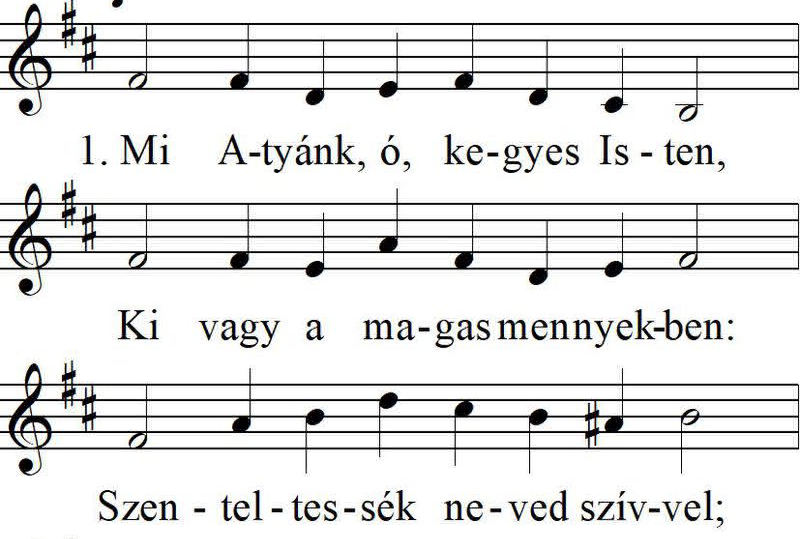 1. Mi A-tyánk, ó, ke-gyes Is - ten,
Ki vagy a ma-gas mennyek-ben:
Szen - tel - tes-sék ne-ved szív-vel;